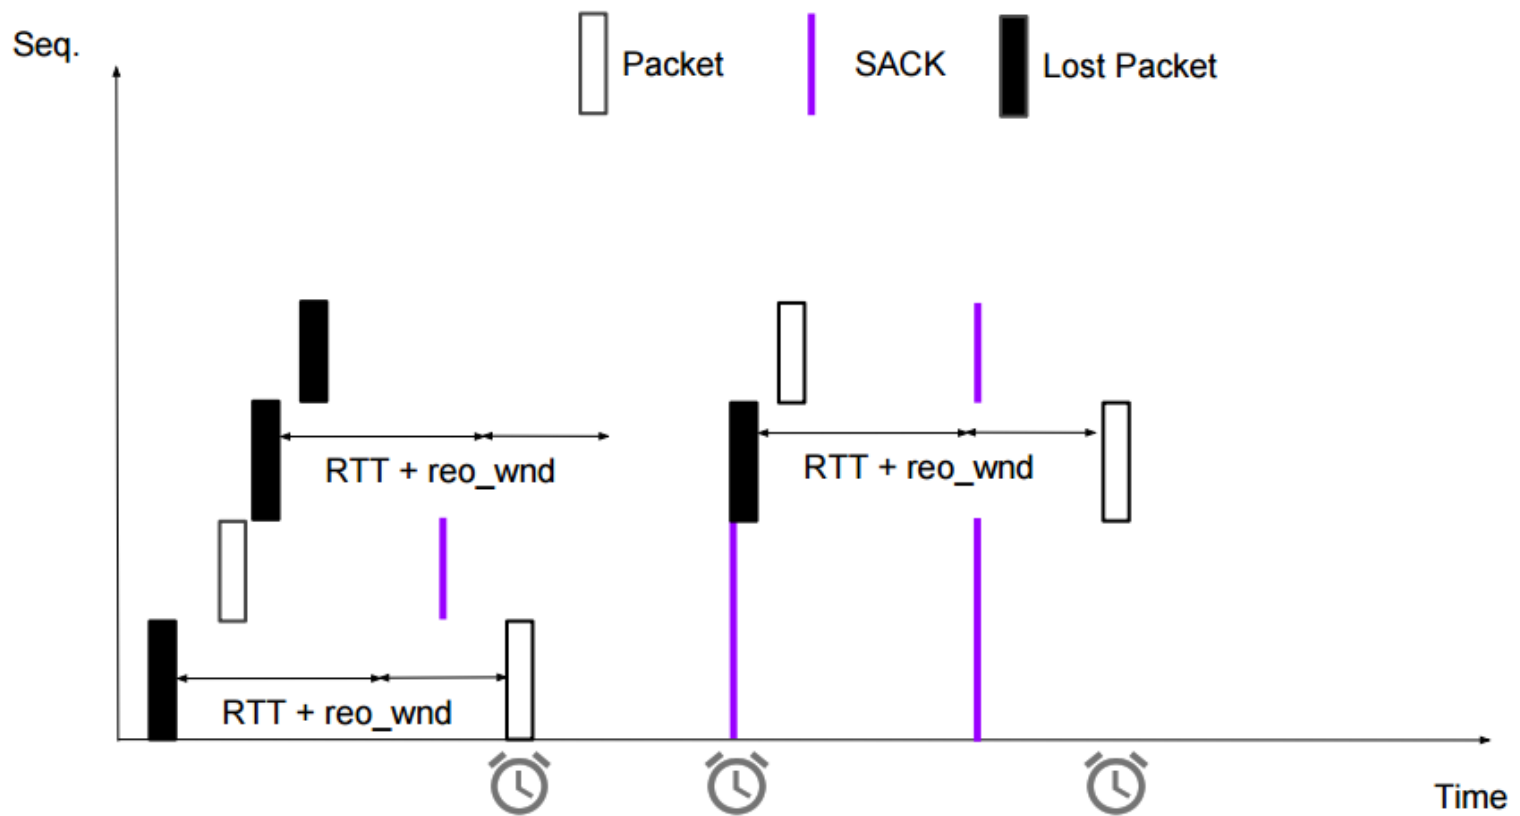 Seq.
Packet
SACK
Lost Packet
RTT + reo_wnd
RTT + reo_wnd
RTT + reo_wnd
Time